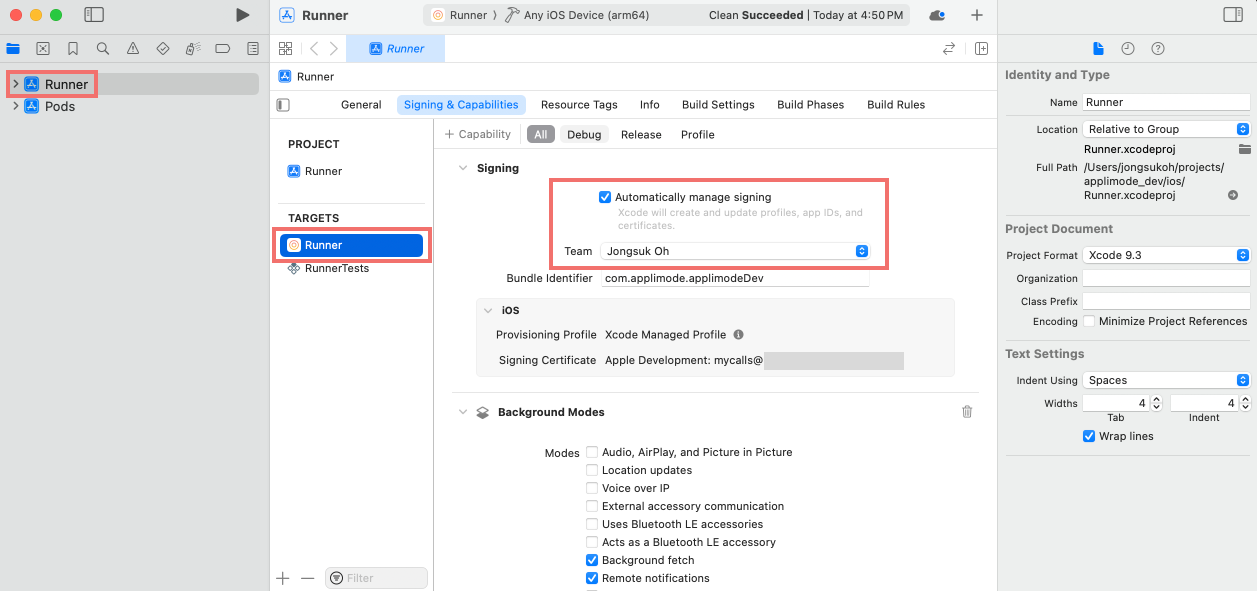 Runner
Runner 〉 Any iOS Device (arm64)
Clean Succeeded | Today at 4:50 PM
Runner
Runner
Pods
Runner
General
Signing & Capabilities
Resource Tags
Info
Build Settings
Build Phases
Build Rules
PROJECT
Runner
TARGETS
Runner
RunnerTests
Filter
+ Capability
All
Debug
Release
Profile
Signing
Automatically manage signing
Xcode will create and update profiles, app IDs, and
certificates.
Team Jongsuk Oh
Bundle Identifier com.applimode.applimodeDev
iOS
Provisioning Profile Xcode Managed Profile
Signing Certificate Apple Development: mycalls@
Background Modes
Modes Audio, AirPlay, and Picture in Picture
Location updates
Voice over IP
External accessory communication
Uses Bluetooth LE accessories
Acts as a Bluetooth LE accessory
Background fetch
Remote notifications
Identity and Type
Name Runner
Location Relative to Group
Runner.xcodeproj
Full Path /Users/jongsukoh/projects/
applimode_dev/ios/
Runner.xcodeproj
Project Document
Project Format Xcode 9.3
Organization
Class Prefix
Encoding Minimize Project References
Text Settings
Indent Using Spaces
Widths 4 4
Tab Indent
Wrap lines